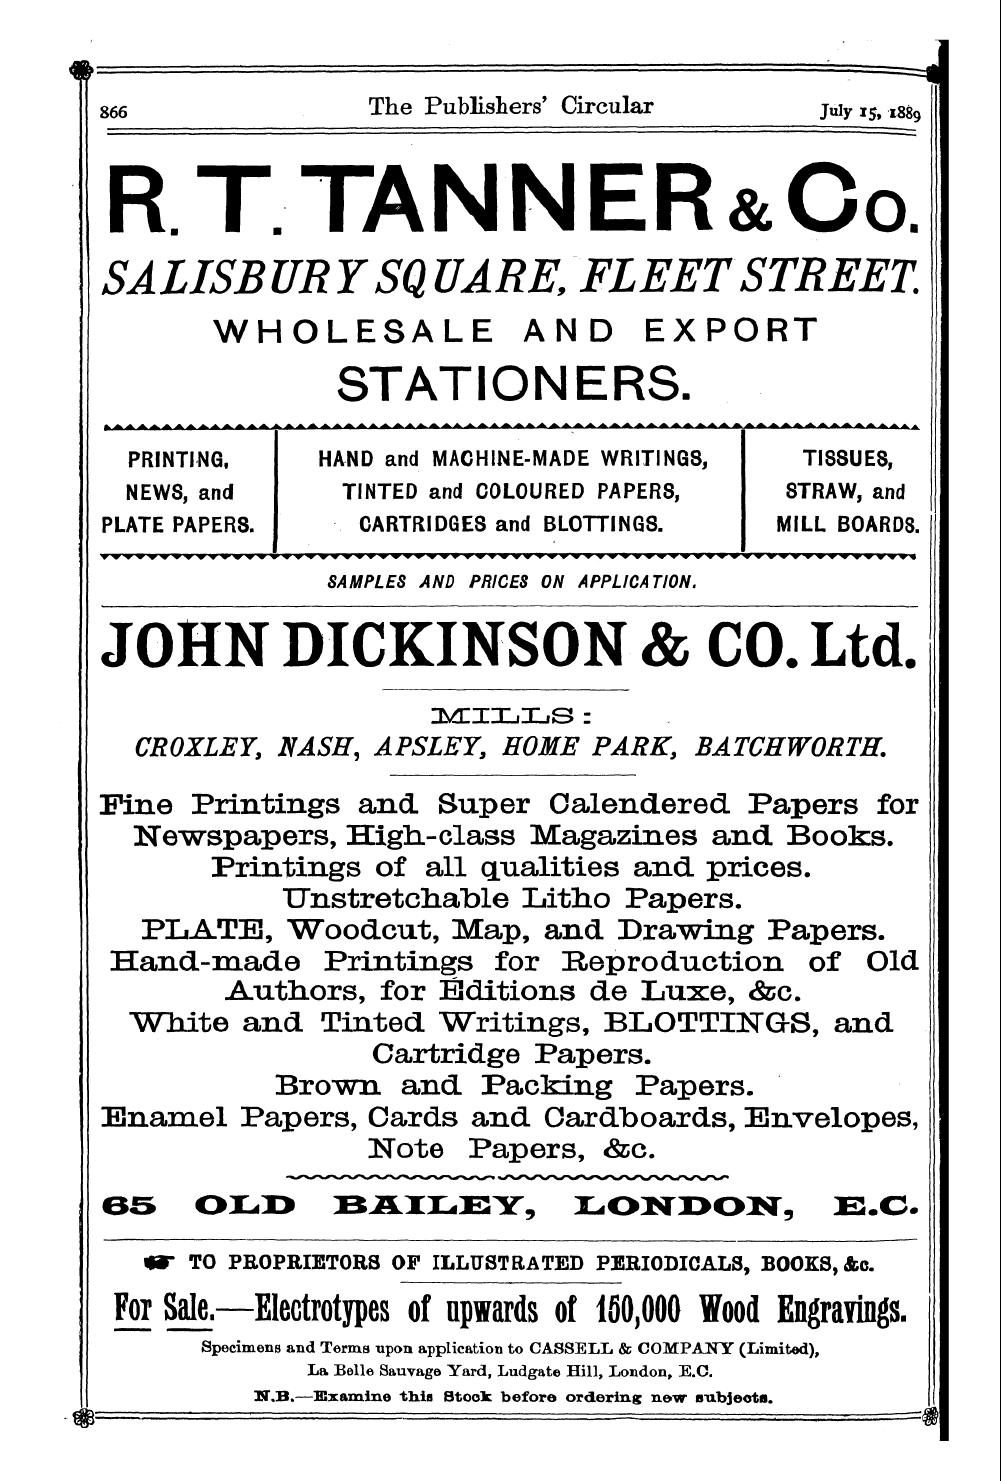 866
The Publishers' Circular
July 15, 1889
R. T. TANNER & Co.
SALISBURY SQUARE, FLEET STREET.
WHOLESALE AND EXPORT
STATIONERS.
PRINTING,
NEWS, and
PLATE PAPERS.
HAND and MACHINE-MADE WRITINGS,
TINTED and COLOURED PAPERS,
CARTRIDGES and BLOTTINGS.
TISSUES,
STRAW, and
MILL BOARDS.
SAMPLES AND PRICES ON APPLICATION.
JOHN DICKINSON & CO. Ltd.
MILLS:
CROXLEY, NASH, APSLEY, HOME PARK, BATCHWORTH.
Fine Printings and Super Calendered Papers for
Newspapers, High-class Magazines and Books.
Printings of all qualities and prices.
Unstretchable Litho Papers.
PLATE, Woodcut, Map, and Drawing Papers.
Hand-made Printings for Reproduction of Old
Authors, for Éditions de Luxe, &c.
White and Tinted Writings, BLOTTINGS, and
Cartridge Papers.
Brown and Packing Papers.
Enamel Papers, Cards and Cardboards, Envelopes,
Note Papers, &c.
65 OLD BAILEY, LONDON, E.C.
☛ TO PROPRIETORS OF ILLUSTRATED PERIODICALS, BOOKS, &c.
For Sale.—Electrotypes of upwards of 150,000 Wood Engravings.
Specimens and Terms upon application to CASSELL & COMPANY (Limited),
La Belle Sauvage Yard, Ludgate Hill, London, E.C.
N.B.—Examine this Stock before ordering new subjects.